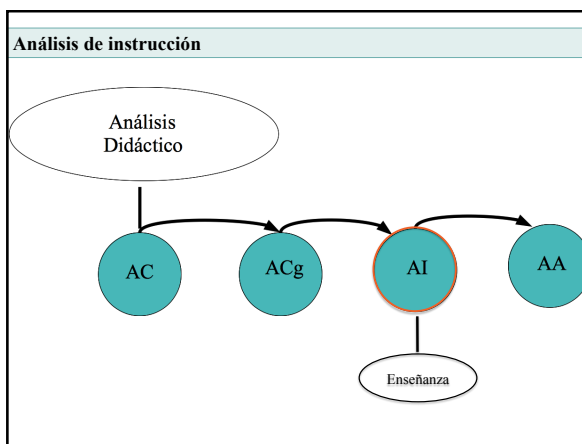 Análisis de instrucción
Análisis
Didáctico
AC
ACg
AI
AA
Enseñanza